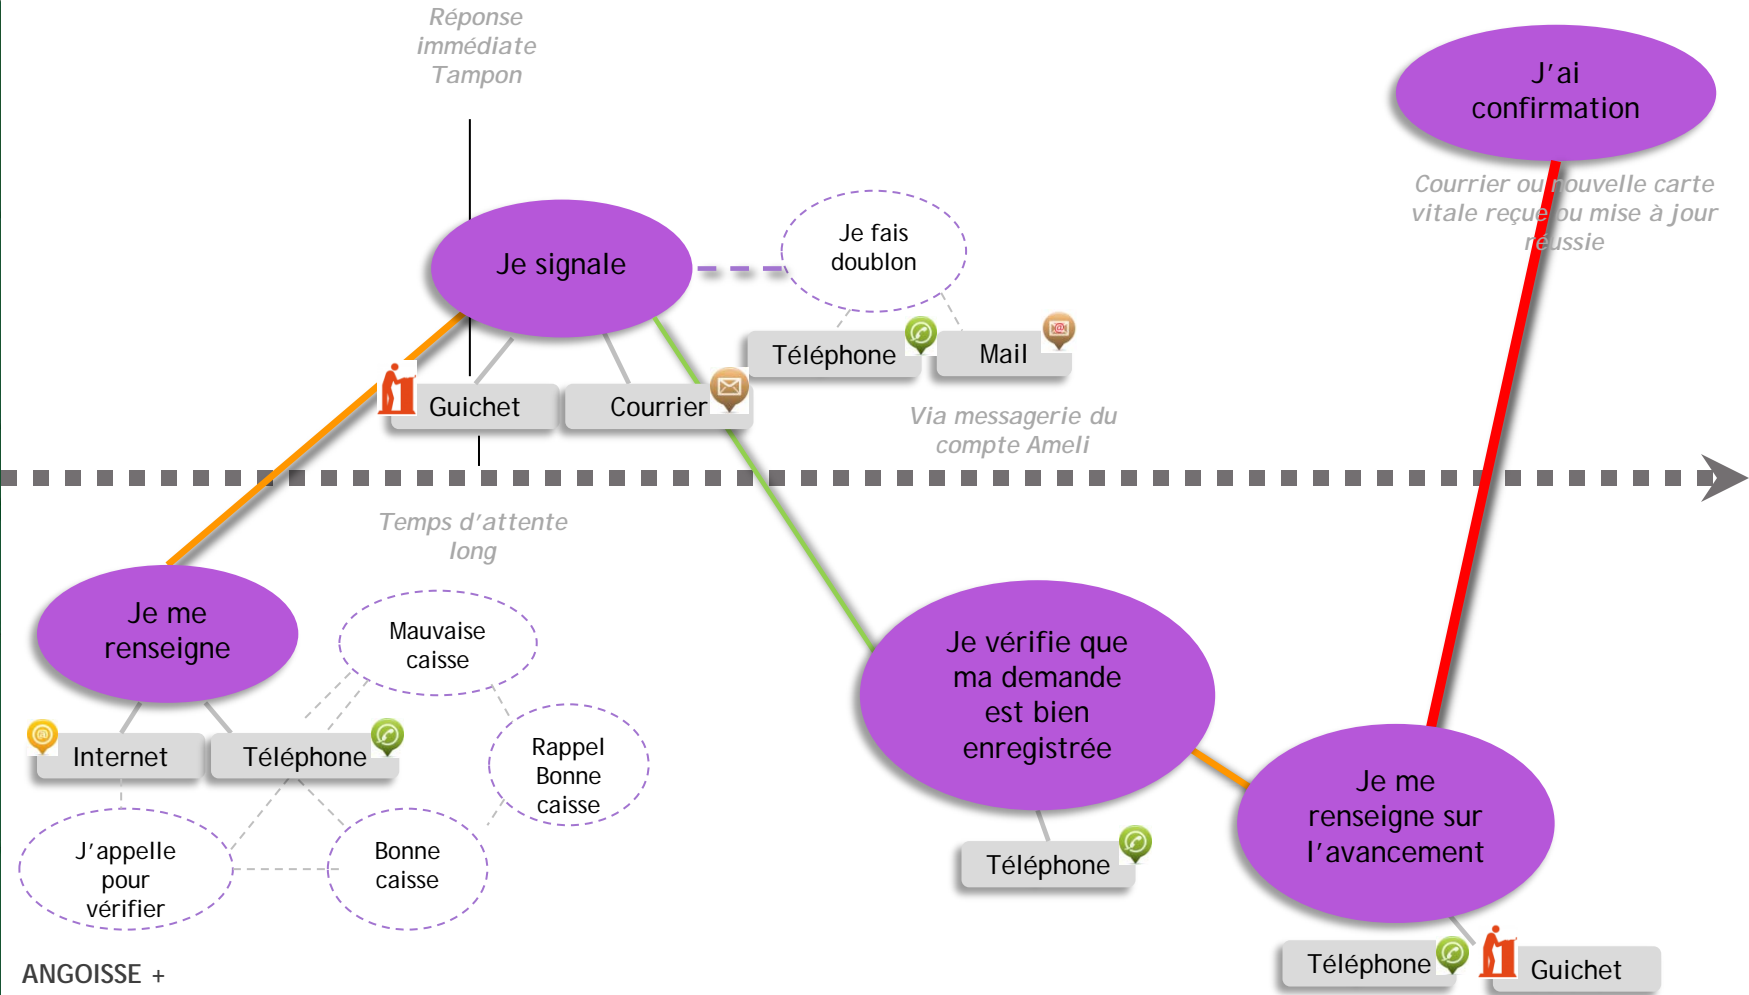 Réponse
immédiate
Tampon
J'ai
confirmation
Courrier ou nouvelle carte
vitale reçue ou mise à jour
réussie
Je signale
Je fais
doublon
Téléphone
Mail
Guichet
Courrier
Via messagerie du
compte Ameli
Temps d'attente
long
Je me
renseigne
Mauvaise
caisse
Internet
Téléphone
Rappel
Bonne
caisse
J'appelle
pour
vérifier
Bonne
caisse
Je vérifie que
ma demande
est bien
enregistrée
Téléphone
Je me
renseigne sur
l'avancement
Téléphone
Guichet
ANGOISSE +